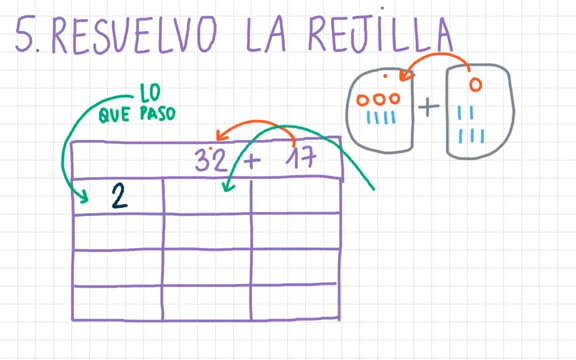 5. RESUELVO LA REJILLA
LO
QUE PASO
+
32 + 17
2